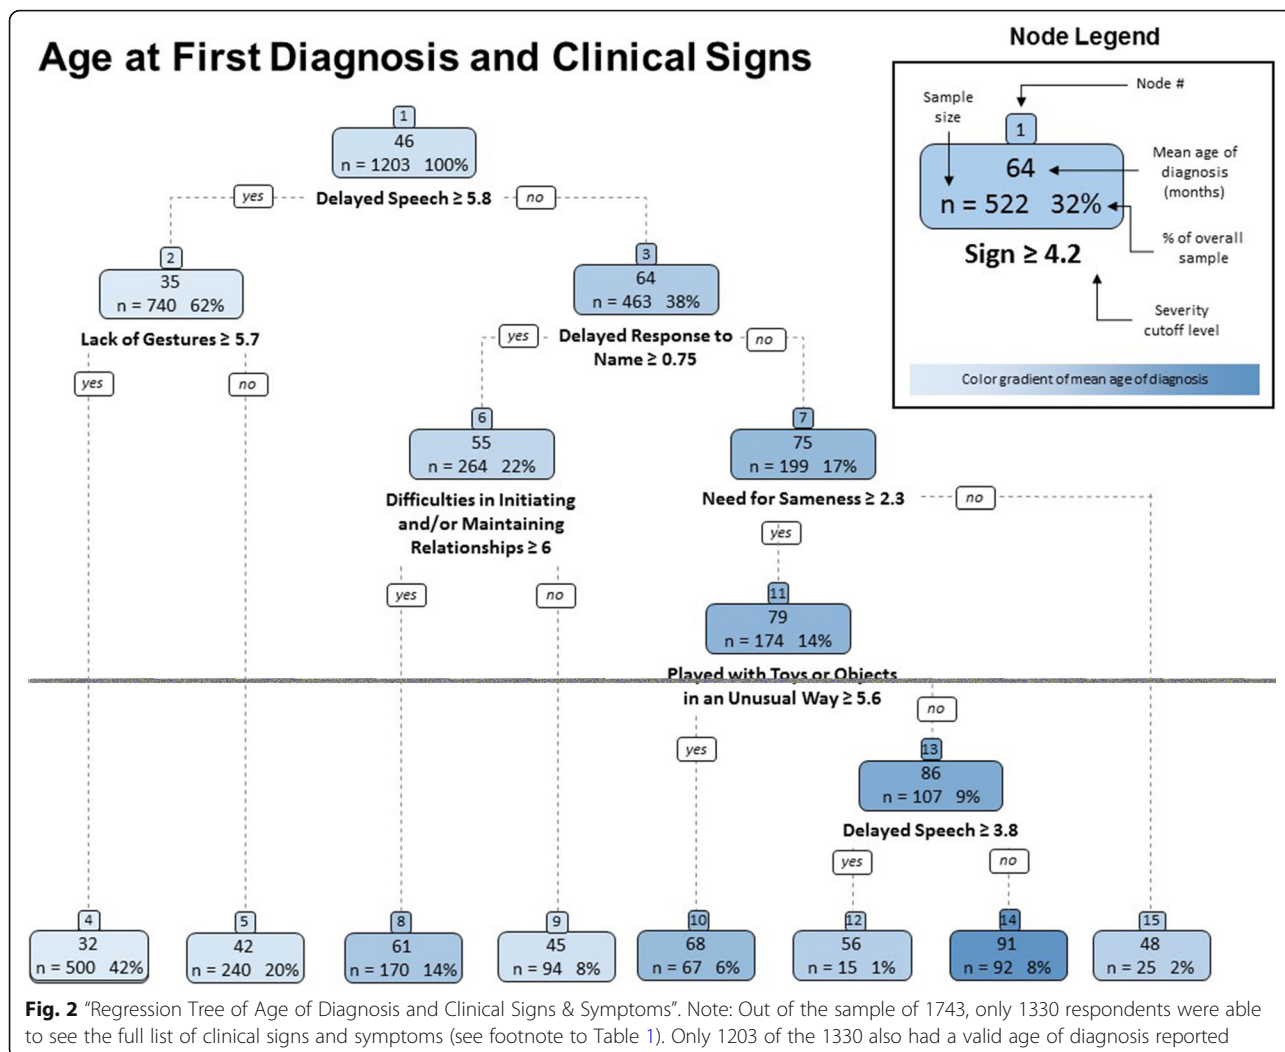 Age at First Diagnosis and Clinical Signs
Node Legend
Node #
Sample
size
1
64
n = 522 32%
Sign ≥ 4.2
Mean age of
diagnosis
(months)
% of overall
sample
Severity
cutoff level
Color gradient of mean age of diagnosis
1
46
n = 1203 100%
Delayed Speech ≥ 5.8
yes
no
2
35
n = 740 62%
Lack of Gestures ≥ 5.7
yes
no
3
64
n = 463 38%
Delayed Response to
Name ≥ 0.75
yes
no
6
55
n = 264 22%
Difficulties in Initiating
and/or Maintaining
Relationships ≥ 6
yes
no
7
75
n = 199 17%
Need for Sameness ≥ 2.3
no
yes
11
79
n = 174 14%
Played with Toys or Objects
in an Unusual Way ≥ 5.6
no
yes
13
86
n = 107 9%
Delayed Speech ≥ 3.8
yes
no
4
32
n = 500 42%
5
42
n = 240 20%
8
61
n = 170 14%
9
45
n = 94 8%
10
68
n = 67 6%
12
56
n = 15 1%
14
91
n = 92 8%
15
48
n = 25 2%
Fig. 2 “Regression Tree of Age of Diagnosis and Clinical Signs & Symptoms”. Note: Out of the sample of 1743, only 1330 respondents were able
to see the full list of clinical signs and symptoms (see footnote to Table 1). Only 1203 of the 1330 also had a valid age of diagnosis reported